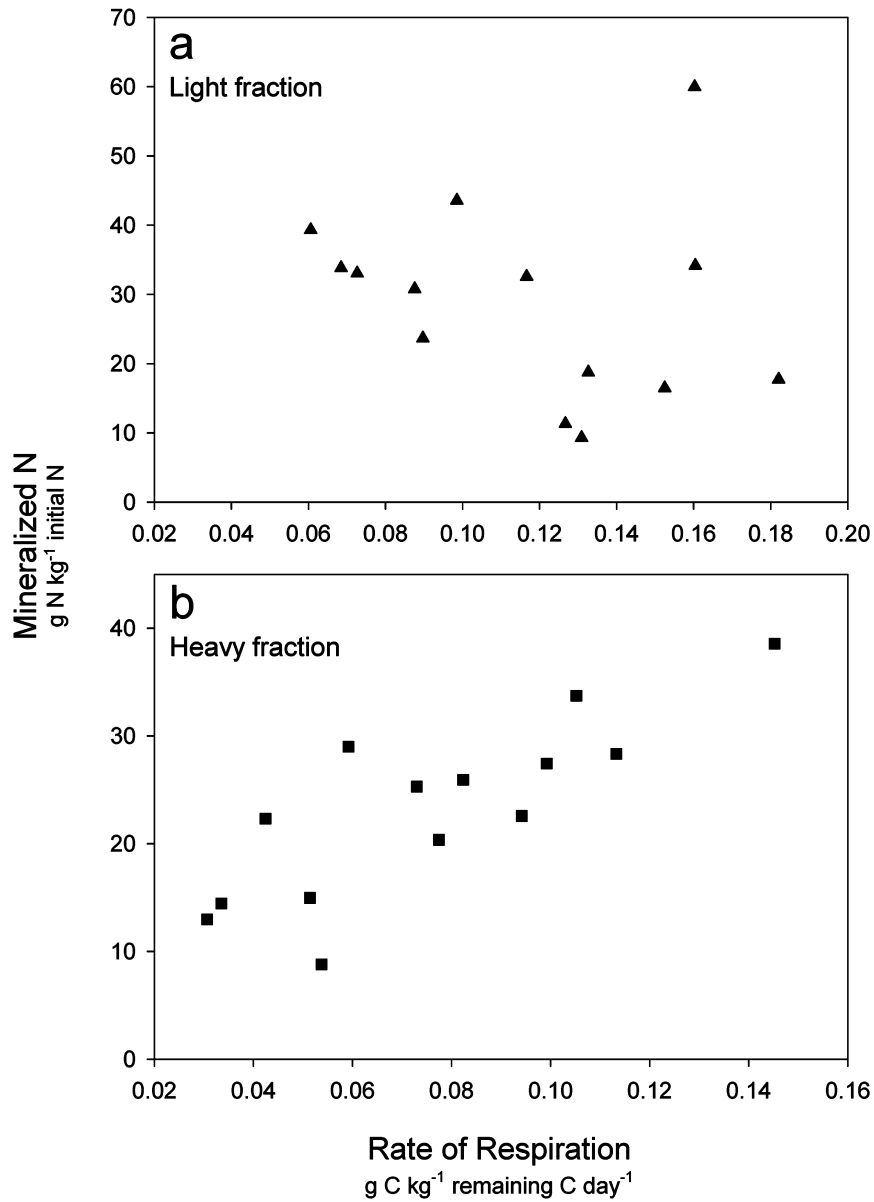 70
60
50
40
30
20
10
0
a
Light fraction
0.02 0.04 0.06 0.08 0.10 0.12 0.14 0.16 0.18 0.20
Mineralized N
g N kg⁻¹ initial N
b
Heavy fraction
40
30
20
10
0
0.02 0.04 0.06 0.08 0.10 0.12 0.14 0.16
Rate of Respiration
g C kg⁻¹ remaining C day⁻¹